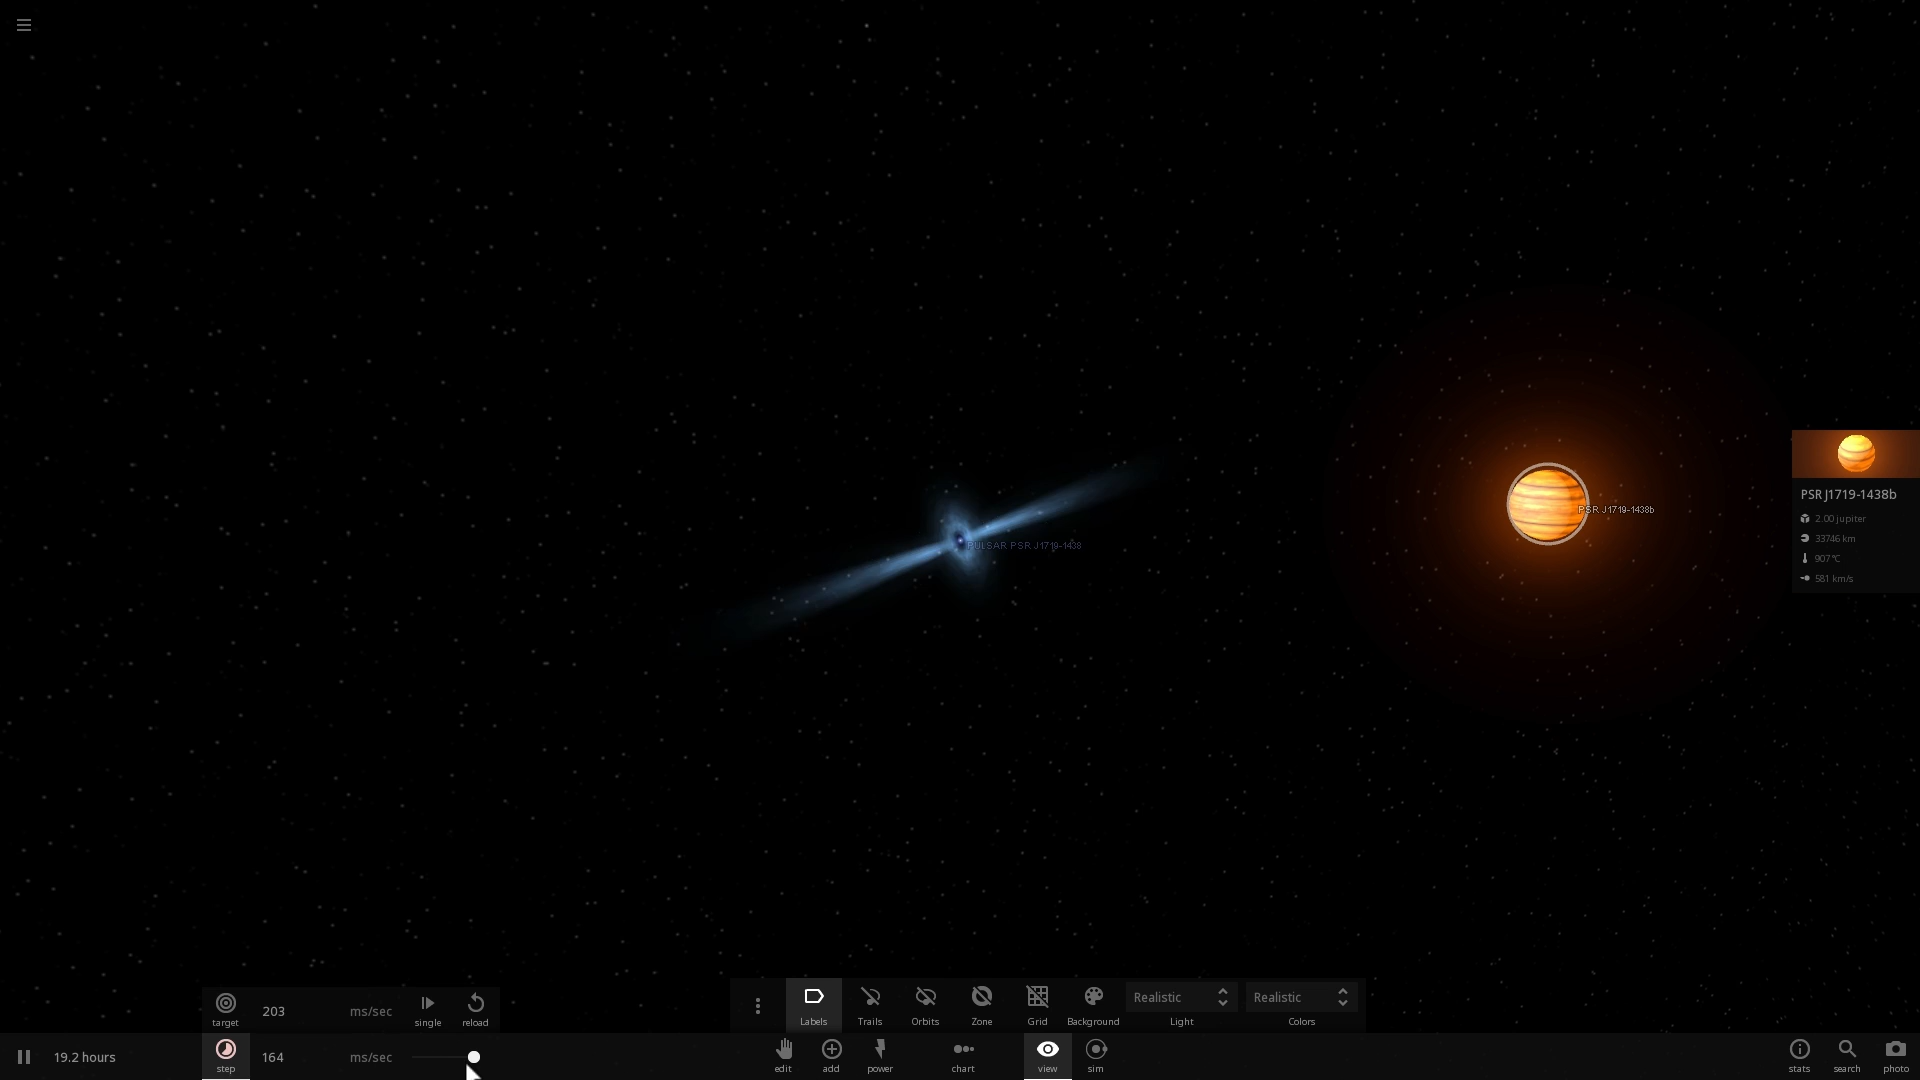 PULSAR PSR J1719-1438
PSR J1719-1438b
PSR J1719-1438b
2.00 jupiter
33746 km
907°C
581 km/s
target
203
ms/sec
single
reload
Labels
Trails
Orbits
Zone
Grid
Background
Realistic
Light
Realistic
Colors
19.2 hours
step
164
ms/sec
edit
add
power
chart
view
sim
stats
search
photo